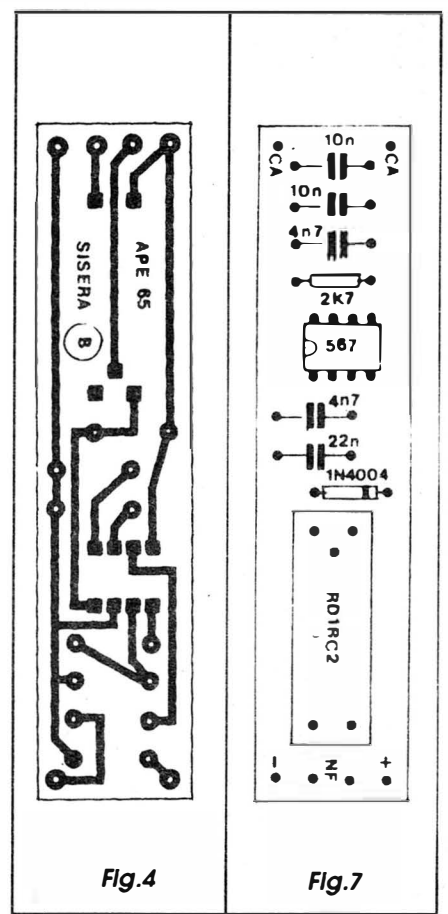 APE 65
SISERA B
Fig.4
10n
CA
CA
10n
4n7
2K7
567
4n7
22n
1N4004
RD1RC2
- NF +
Fig.7